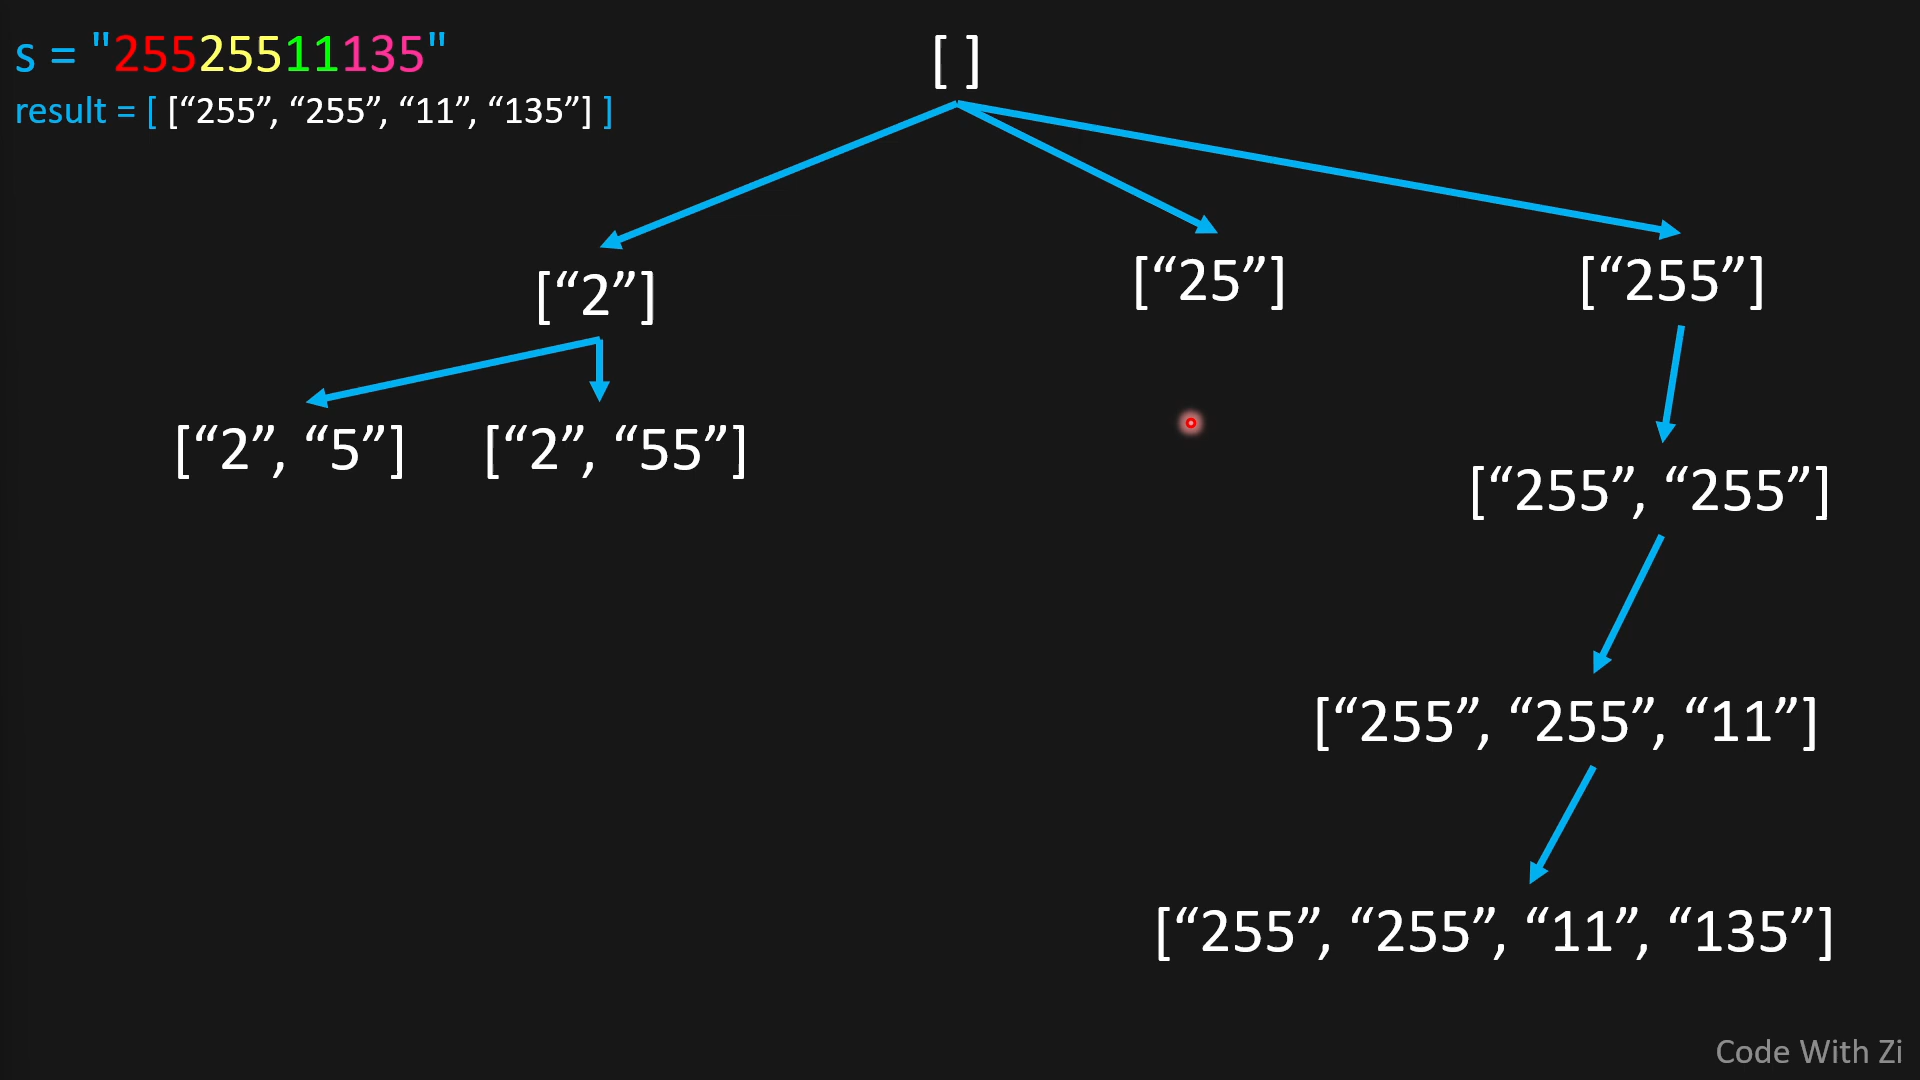 s = "25525511135"
result = [ [“255”, “255”, “11”, “135”] ]
[ ]
[“2”]
[“25”]
[“255”]
[“2”, “5”]
[“2”, “55”]
[“255”, “255”]
[“255”, “255”, “11”]
[“255”, “255”, “11”, “135”]
Code With Zi